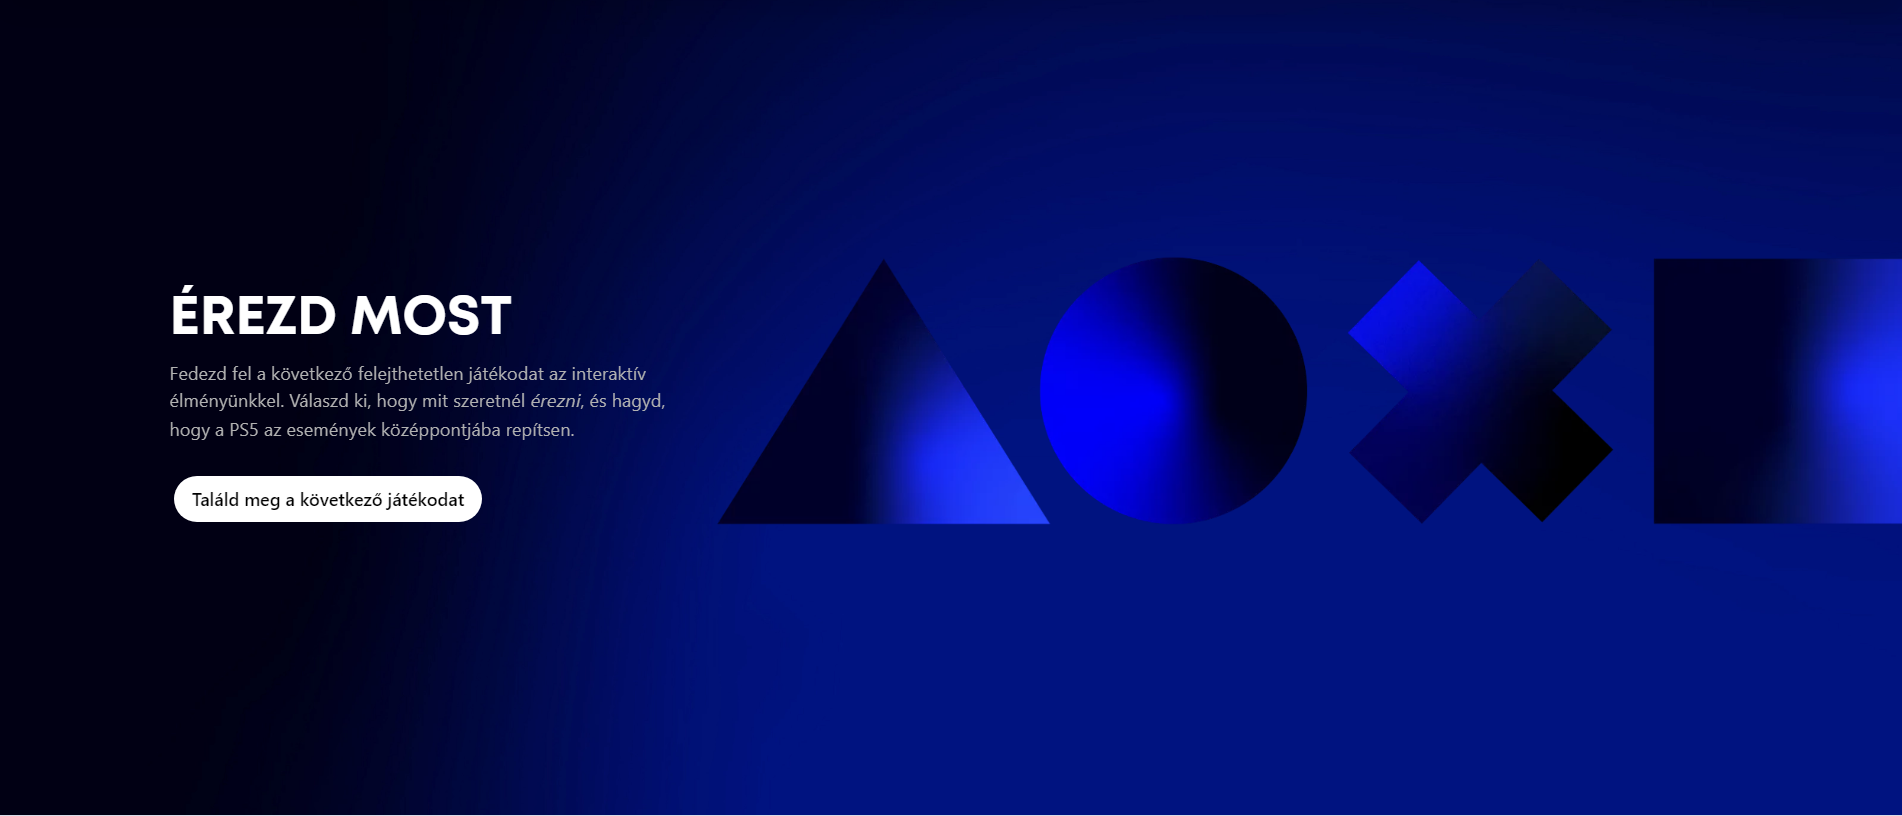 ÉREZD MOST
Fedezd fel a következő felejthetetlen játékodat az interaktív
élményünkkel. Válaszd ki, hogy mit szeretnél érezni, és hagyd,
hogy a PS5 az események középpontjába repítsen.
Találd meg a következő játékodat